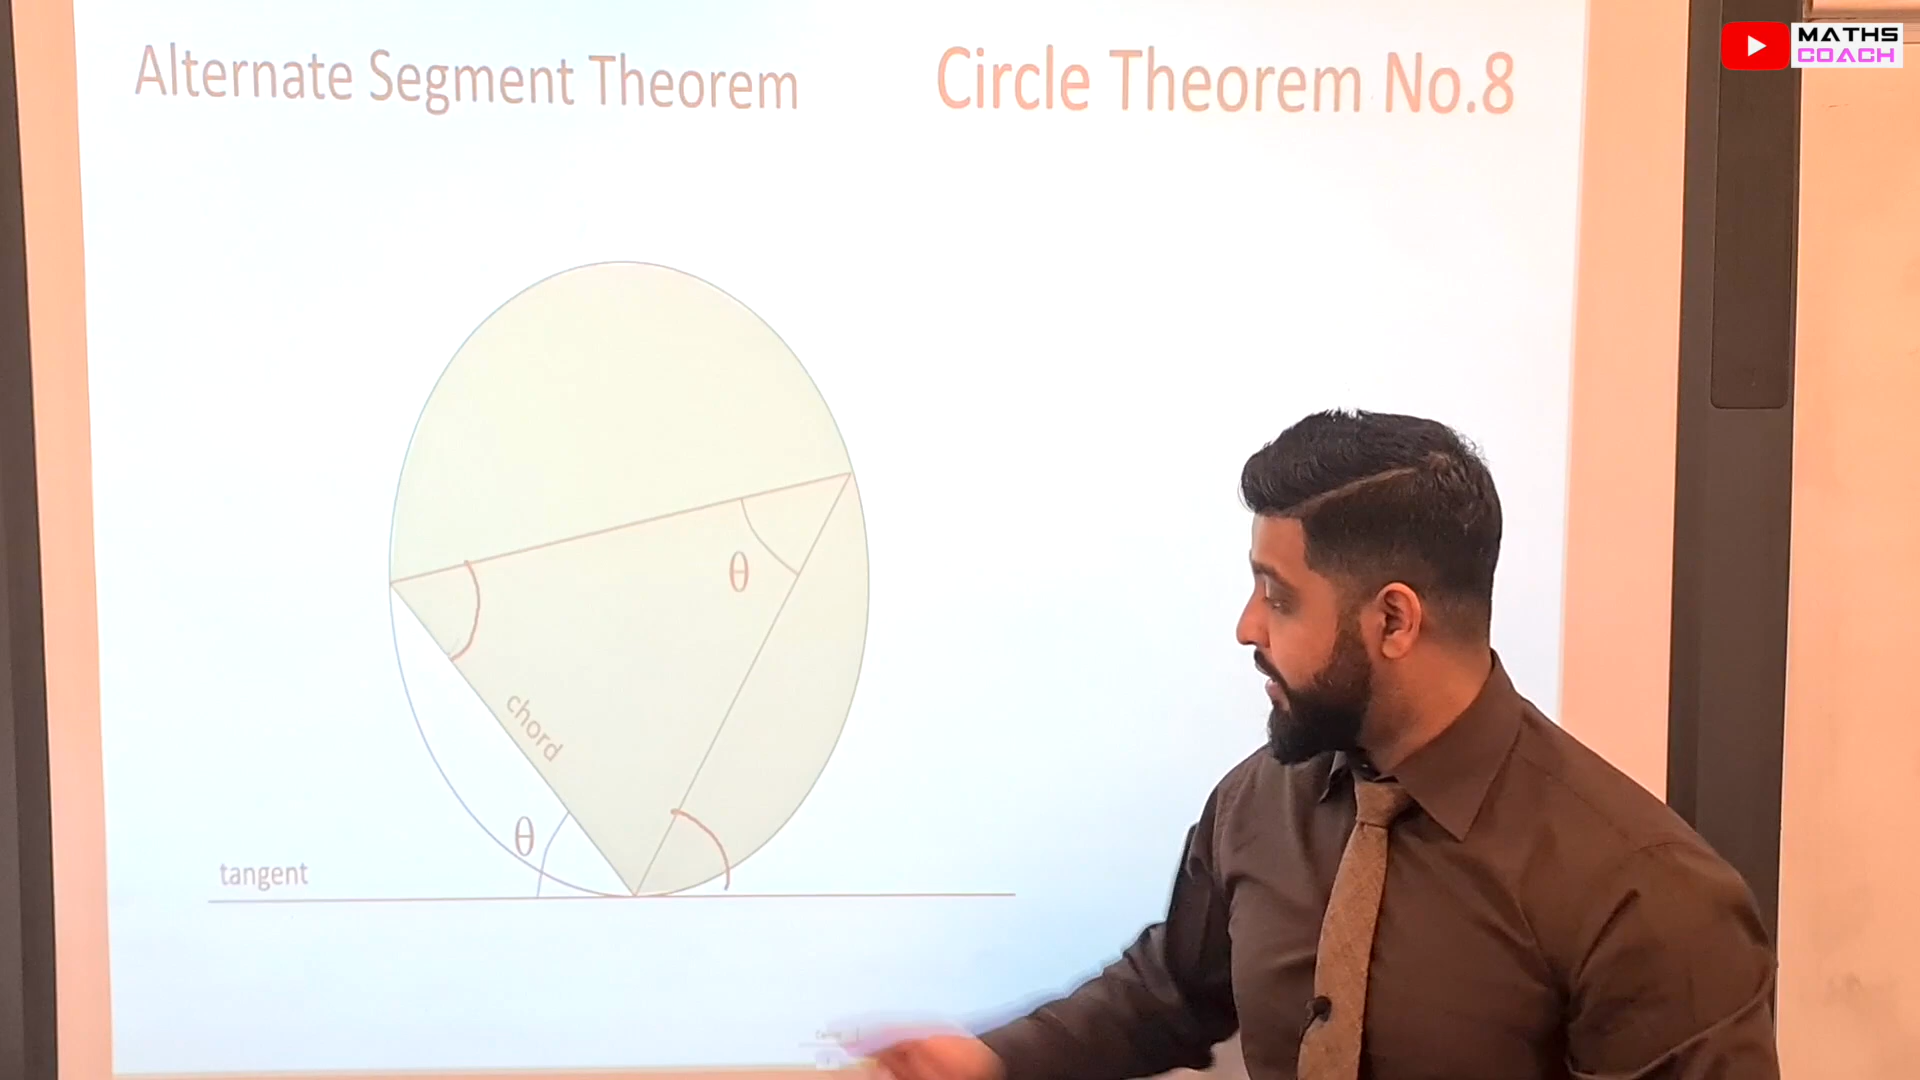 Alternate Segment Theorem
Circle Theorem No.8
MATHS
COACH
θ
chord
θ
tangent